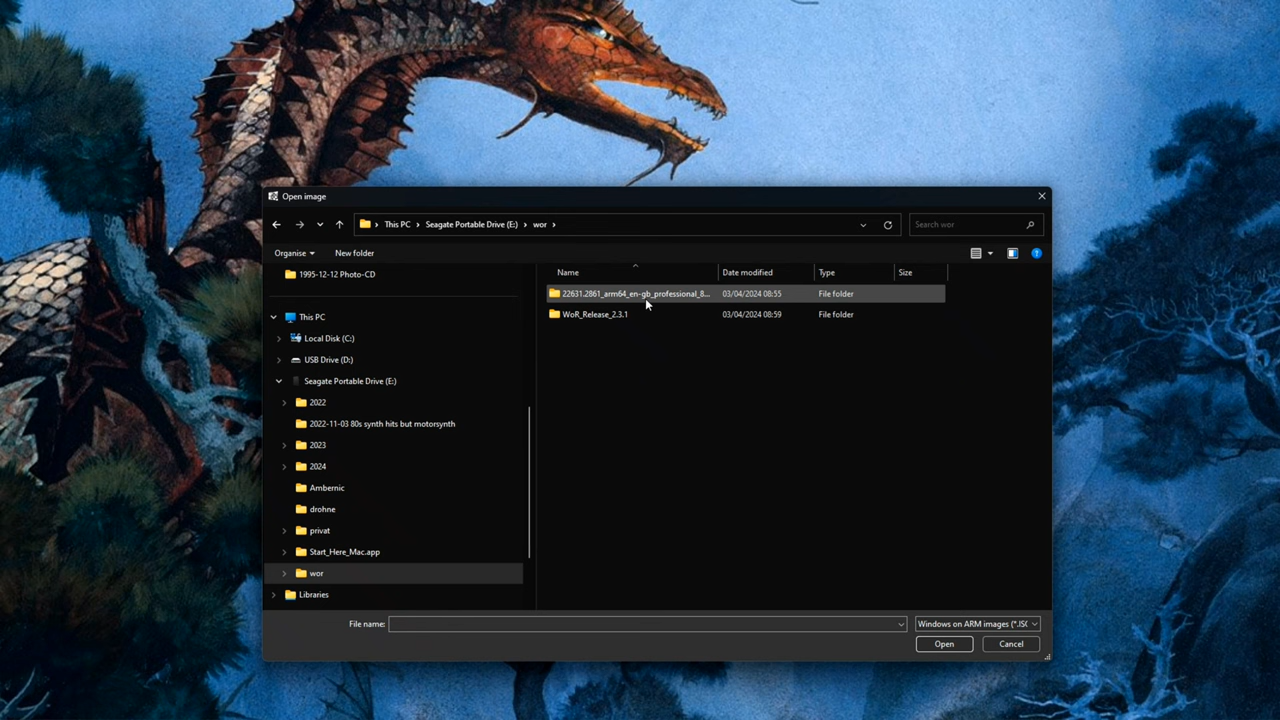 Open image
This PC Seagate Portable Drive (E:) wor
Search wor
Organise New folder
1995-12-12 Photo-CD
This PC
Local Disk (C:)
USB Drive (D:)
Seagate Portable Drive (E:)
2022
2022-11-03 80s synth hits but motorsynth
2023
2024
Ambernic
drohne
privat
Start_Here_Mac.app
wor
Libraries
Name Date modified Type Size
22631.2861_arm64_en-gb_professional_8... 03/04/2024 08:55 File folder
WoR_Release_2.3.1 03/04/2024 08:59 File folder
File name: Windows on ARM images (*.ISO
Open Cancel